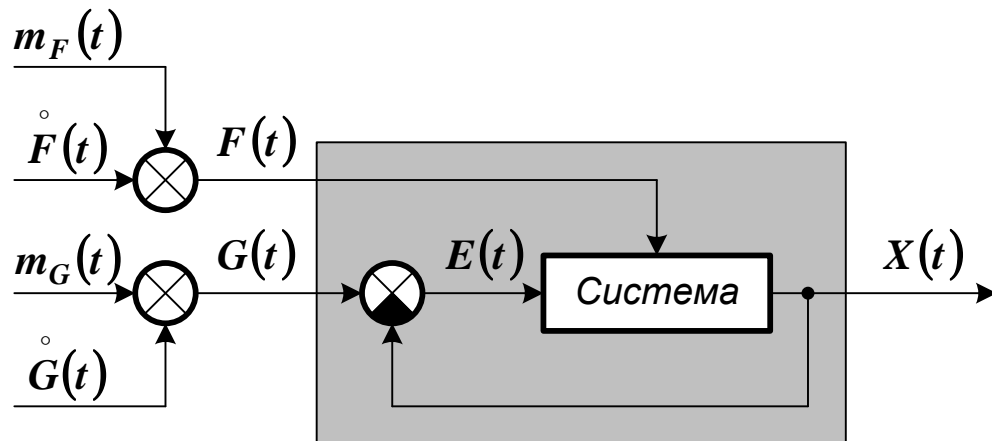 m_F(t)
F̊(t)
F(t)
m_G(t)
G(t)
E(t)
Система
X(t)
G̊(t)